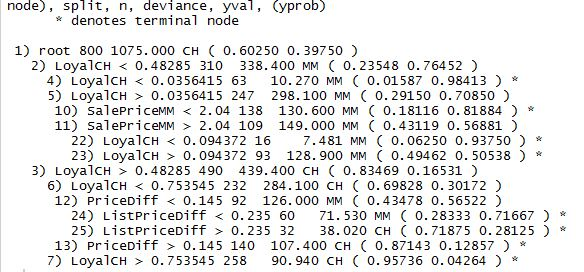 node), split, n, deviance, yval, (yprob)
* denotes terminal node
1) root 800 1075.000 CH ( 0.60250 0.39750 )
2) LoyalCH < 0.48285 310 338.400 MM ( 0.23548 0.76452 )
4) LoyalCH < 0.0356415 63 10.270 MM ( 0.01587 0.98413 ) *
5) LoyalCH > 0.0356415 247 298.100 MM ( 0.29150 0.70850 )
10) SalePriceMM < 2.04 138 130.600 MM ( 0.18116 0.81884 ) *
11) SalePriceMM > 2.04 109 149.000 MM ( 0.43119 0.56881 )
22) LoyalCH < 0.094372 16 7.481 MM ( 0.06250 0.93750 ) *
23) LoyalCH > 0.094372 93 128.900 MM ( 0.49462 0.50538 ) *
3) LoyalCH > 0.48285 490 439.400 CH ( 0.83469 0.16531 )
6) LoyalCH < 0.753545 232 284.100 CH ( 0.69828 0.30172 )
12) PriceDiff < 0.145 92 126.000 MM ( 0.43478 0.56522 )
24) ListPriceDiff < 0.235 60 71.530 MM ( 0.28333 0.71667 ) *
25) ListPriceDiff > 0.235 32 38.020 CH ( 0.71875 0.28125 ) *
13) PriceDiff > 0.145 140 107.400 CH ( 0.87143 0.12857 ) *
7) LoyalCH > 0.753545 258 90.940 CH ( 0.95736 0.04264 ) *